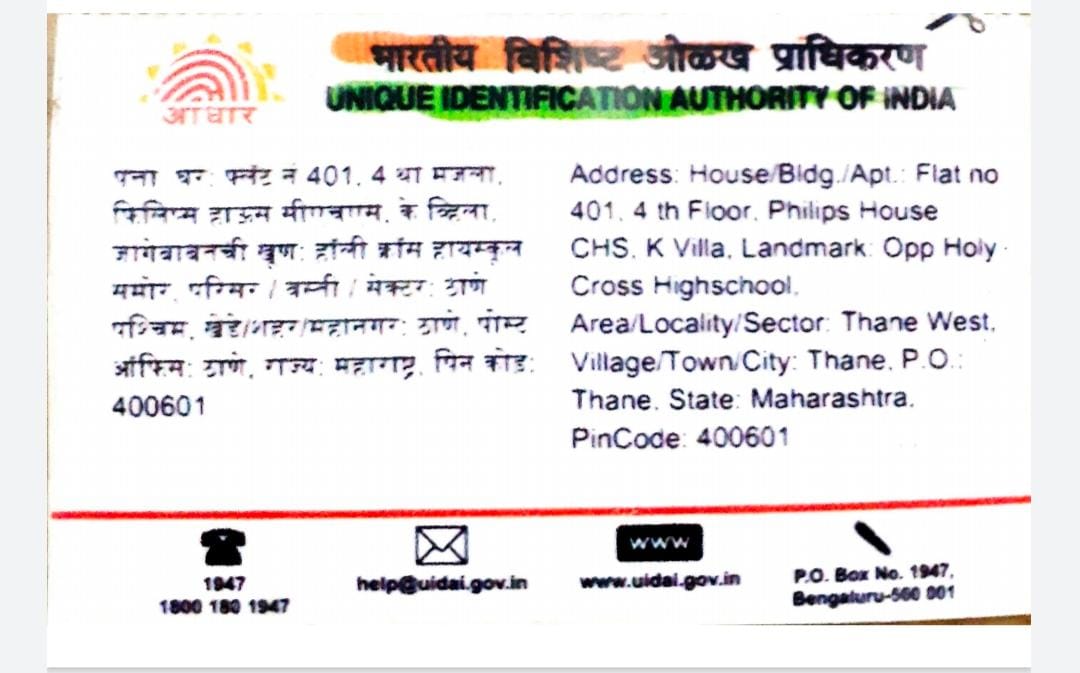 आधार
भारतीय विशिष्ट ओळख प्राधिकरण
UNIQUE IDENTIFICATION AUTHORITY OF INDIA
पत्ता घर: फ्लॅट नं 401, 4 था मजला,
फिलिप्स हाऊस सीएचएस, के व्हिला,
जागेबाबतची खुण: हॉली क्रॉस हायस्कुल
समोर, परिसर / वस्ती / सेक्टर: ठाणे
पश्चिम, खेडे/शहर/महानगर: ठाणे, पोस्ट
ऑफिस: ठाणे, राज्य: महाराष्ट्र, पिन कोड:
400601
Address: House/Bldg./Apt.: Flat no
401, 4 th Floor, Philips House
CHS, K Villa, Landmark: Opp Holy
Cross Highschool,
Area/Locality/Sector: Thane West,
Village/Town/City: Thane, P.O.:
Thane, State: Maharashtra,
PinCode: 400601
1947
1800 180 1947
help@uidai.gov.in
www
www.uidai.gov.in
P.O. Box No. 1947,
Bengaluru-560 001